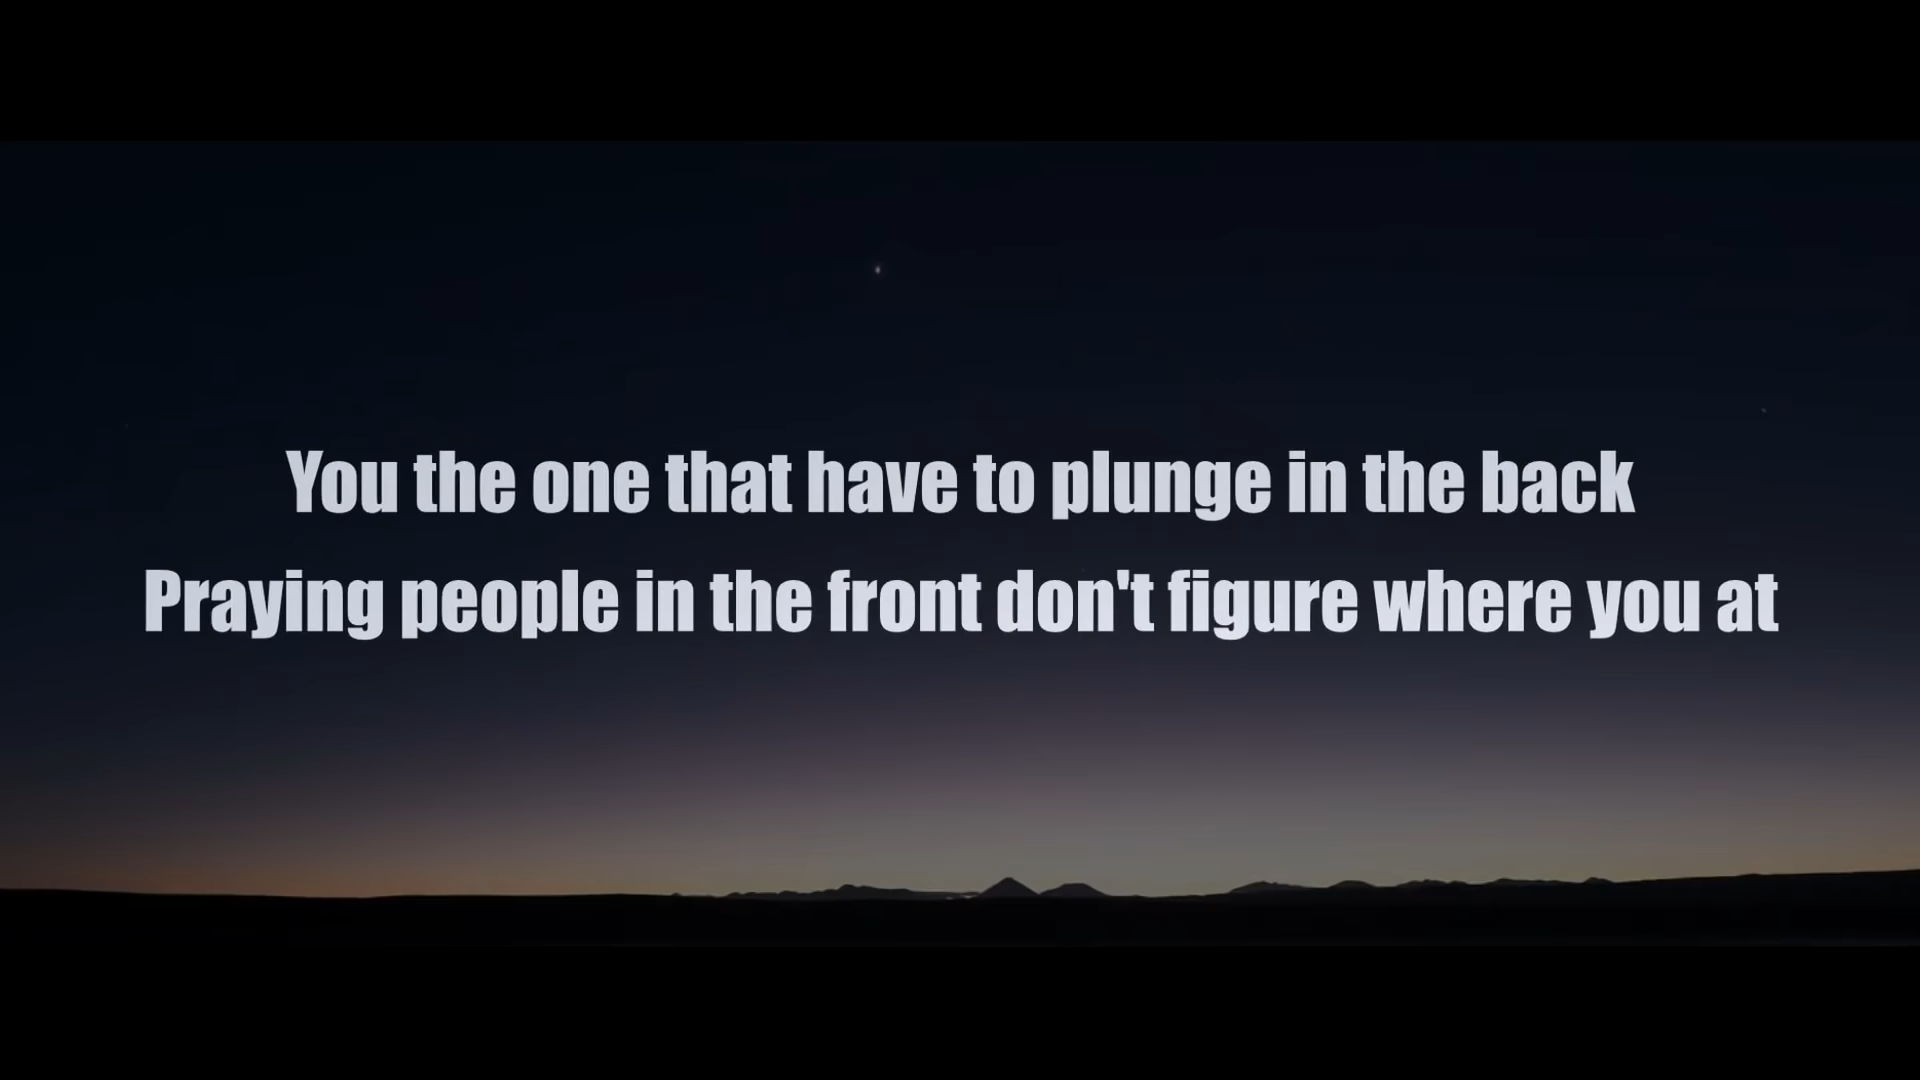 You the one that have to plunge in the back
Praying people in the front don't figure where you at